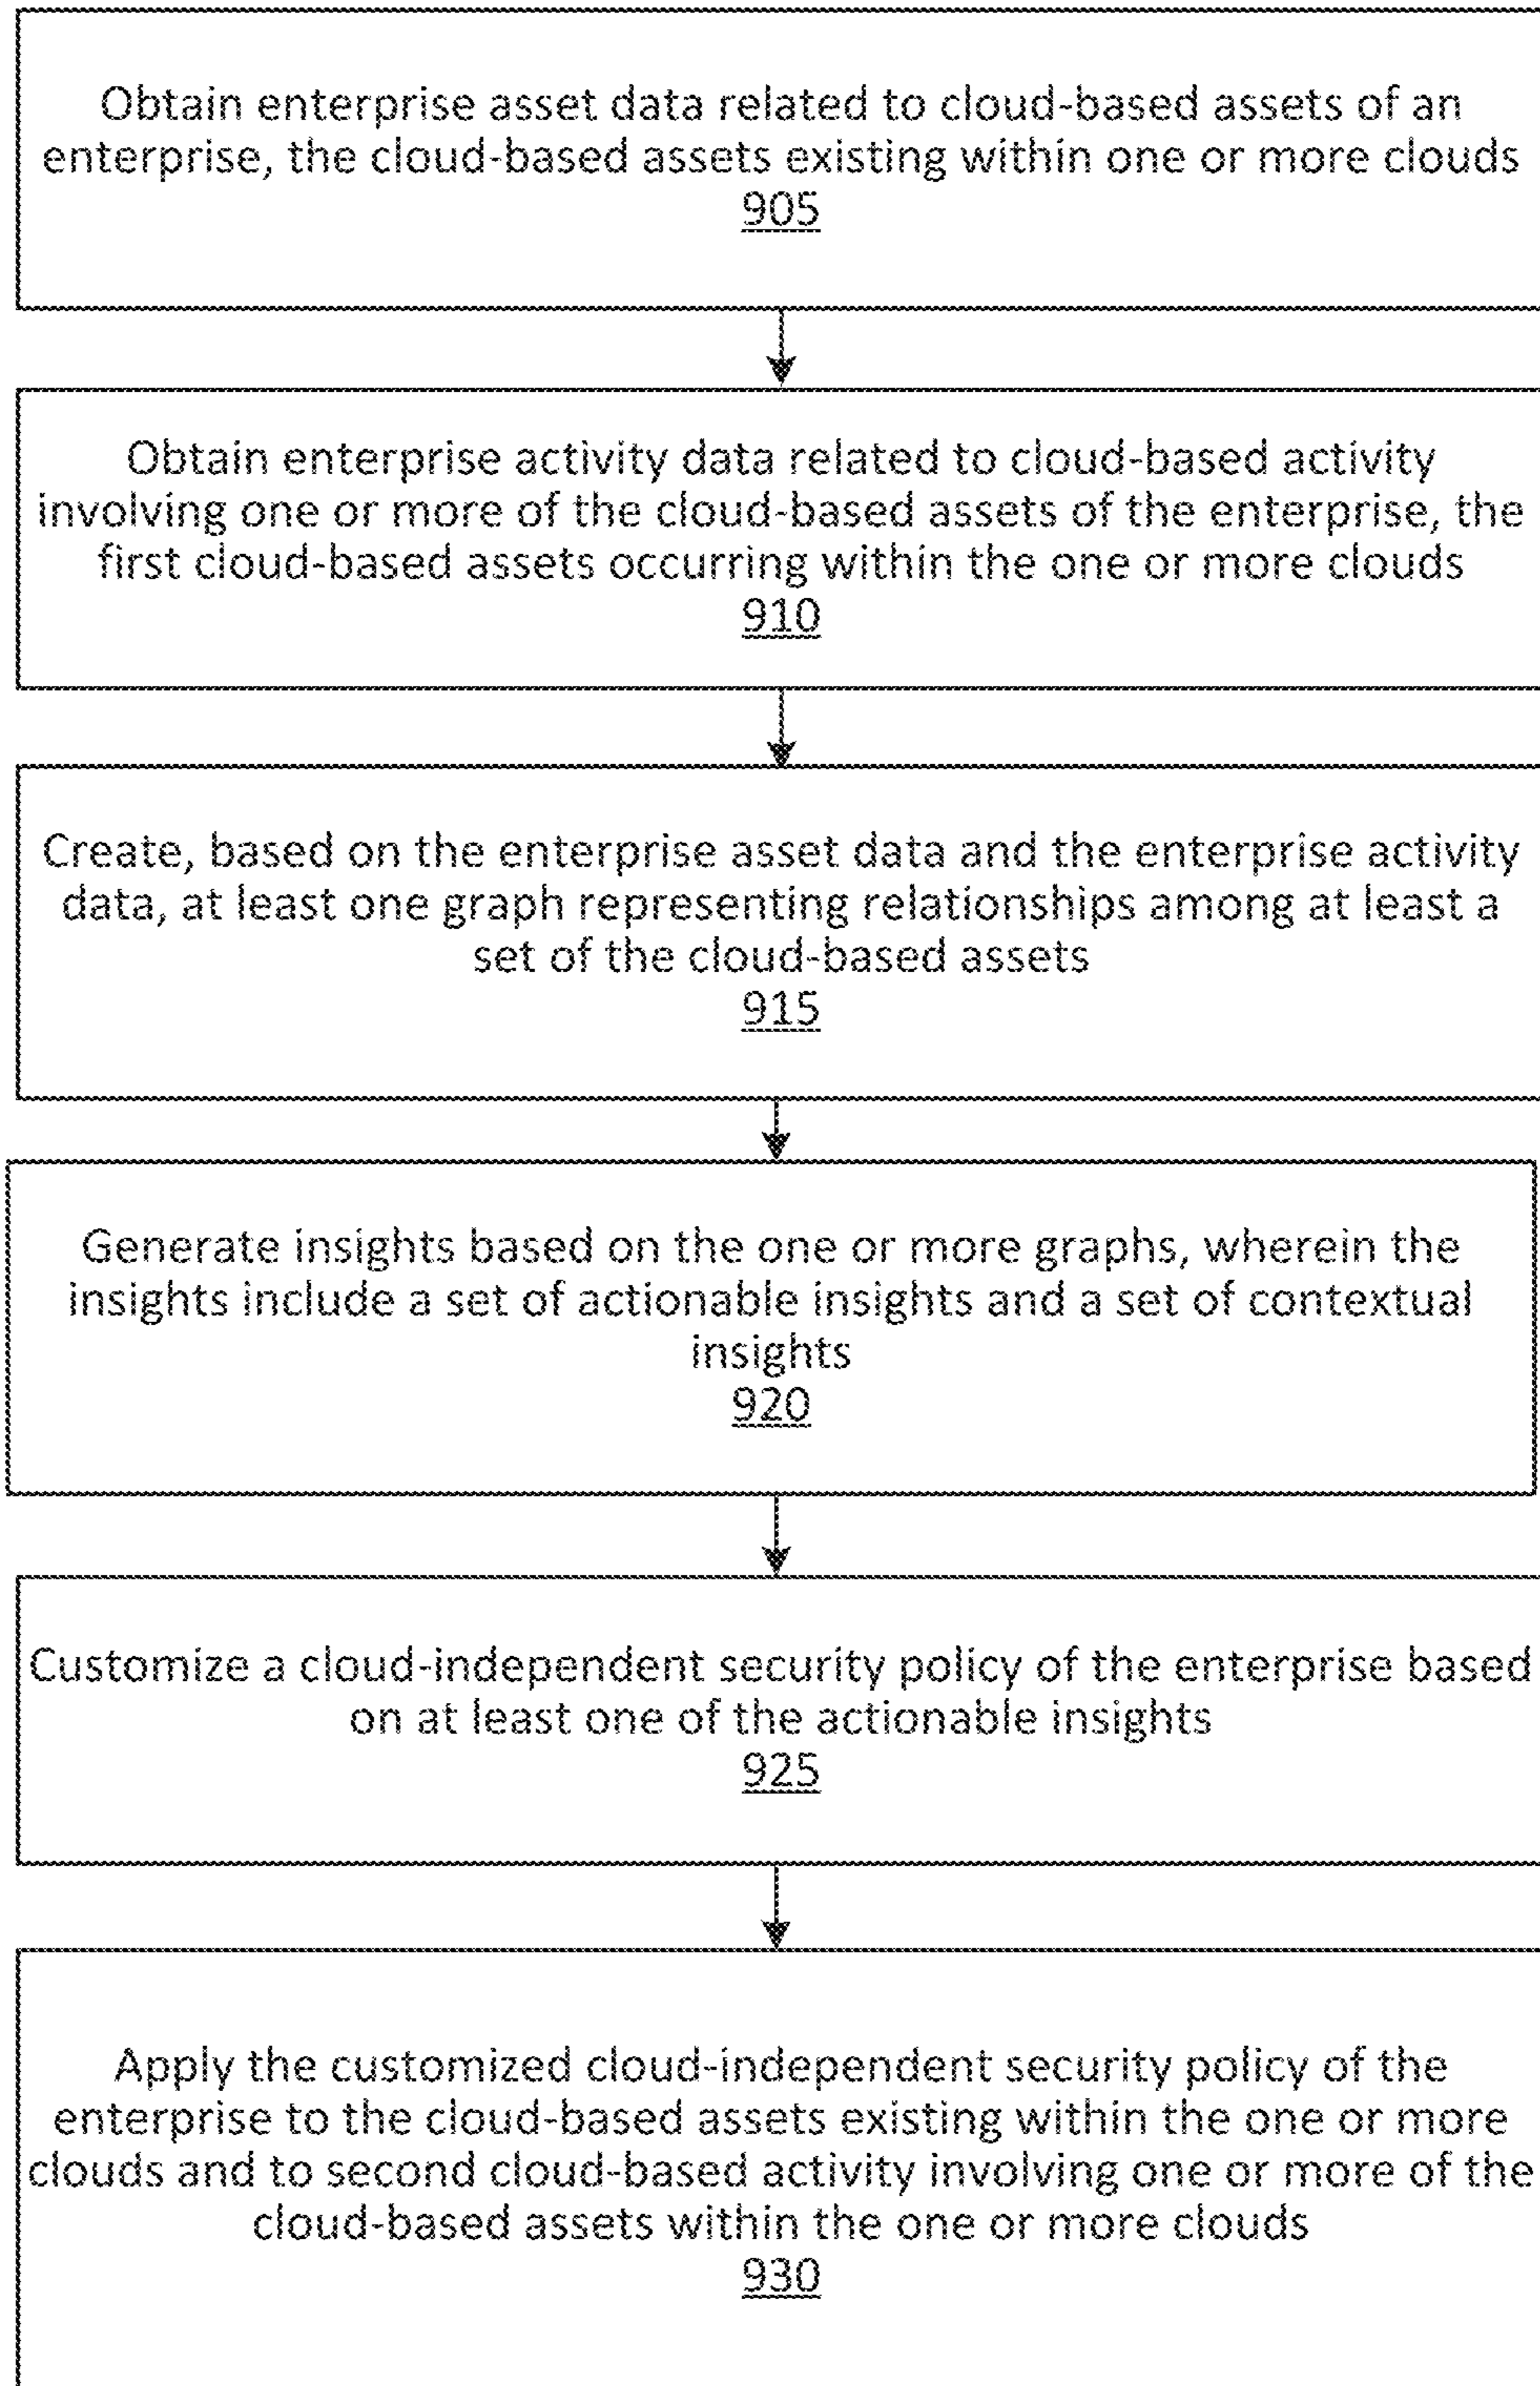 Obtain enterprise asset data related to cloud-based assets of an
enterprise, the cloud-based assets existing within one or more clouds
905
Obtain enterprise activity data related to cloud-based activity
involving one or more of the cloud-based assets of the enterprise, the
first cloud-based assets occurring within the one or more clouds
910
Create, based on the enterprise asset data and the enterprise activity
data, at least one graph representing relationships among at least a
set of the cloud-based assets
915
Generate insights based on the one or more graphs, wherein the
insights include a set of actionable insights and a set of contextual
insights
920
Customize a cloud-independent security policy of the enterprise based
on at least one of the actionable insights
925
Apply the customized cloud-independent security policy of the
enterprise to the cloud-based assets existing within the one or more
clouds and to second cloud-based activity involving one or more of the
cloud-based assets within the one or more clouds
930